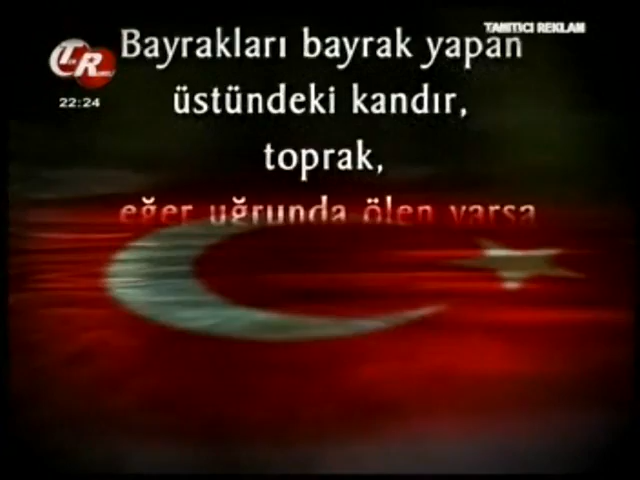 TANITICI REKLAM
TR
22:24
Bayrakları bayrak yapan
üstündeki kandır,
toprak,
eğer uğrunda ölen varsa